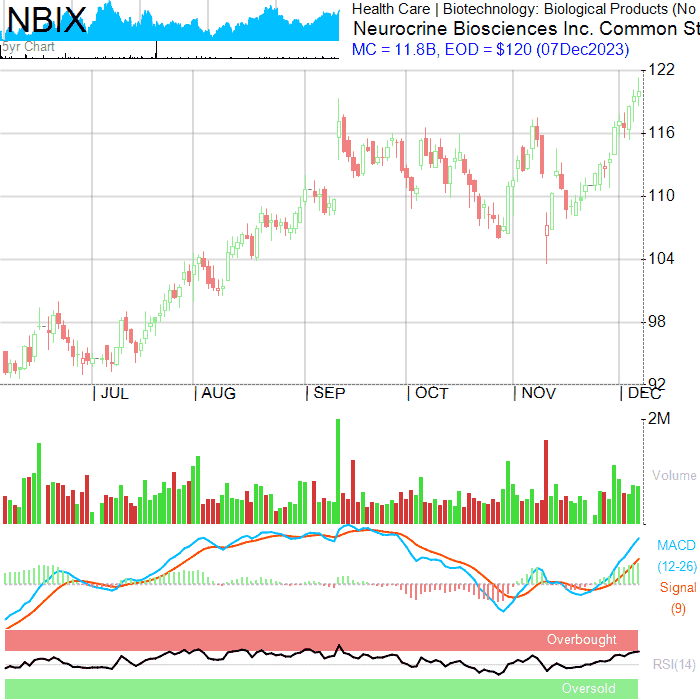 NBIX
5yr Chart
Health Care | Biotechnology: Biological Products (No
Neurocrine Biosciences Inc. Common St
MC = 11.8B, EOD = $120 (07Dec2023)
122
116
110
104
98
92
JUL AUG SEP OCT NOV DEC
2M
Volume
MACD
(12-26)
Signal
(9)
Overbought
RSI(14)
Oversold